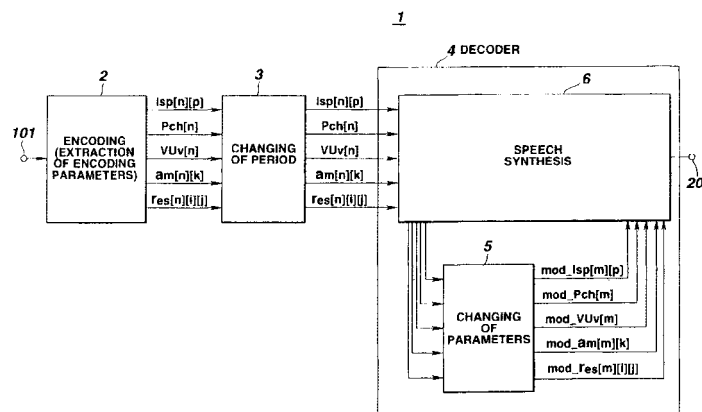 1
4 DECODER
2
3
6
101
ENCODING
(EXTRACTION
OF ENCODING
PARAMETERS)
lsp[n][p]
Pch[n]
VUv[n]
am[n][k]
res[n][i][j]
CHANGING
OF PERIOD
lsp[n][p]
Pch[n]
VUv[n]
am[n][k]
res[n][i][j]
SPEECH
SYNTHESIS
20
5
CHANGING
OF
PARAMETERS
mod_lsp[m][p]
mod_Pch[m]
mod_VUv[m]
mod_am[m][k]
mod_res[m][i][j]